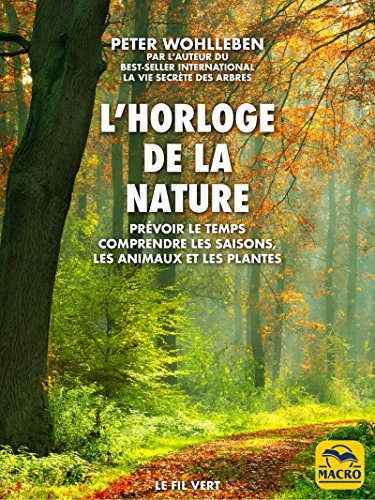 PETER WOHLLEBEN
PAR L'AUTEUR DU
BEST-SELLER INTERNATIONAL
LA VIE SECRÈTE DES ARBRES
L'HORLOGE
DE LA
NATURE
PRÉVOIR LE TEMPS
COMPRENDRE LES SAISONS,
LES ANIMAUX ET LES PLANTES
LE FIL VERT
MACRO